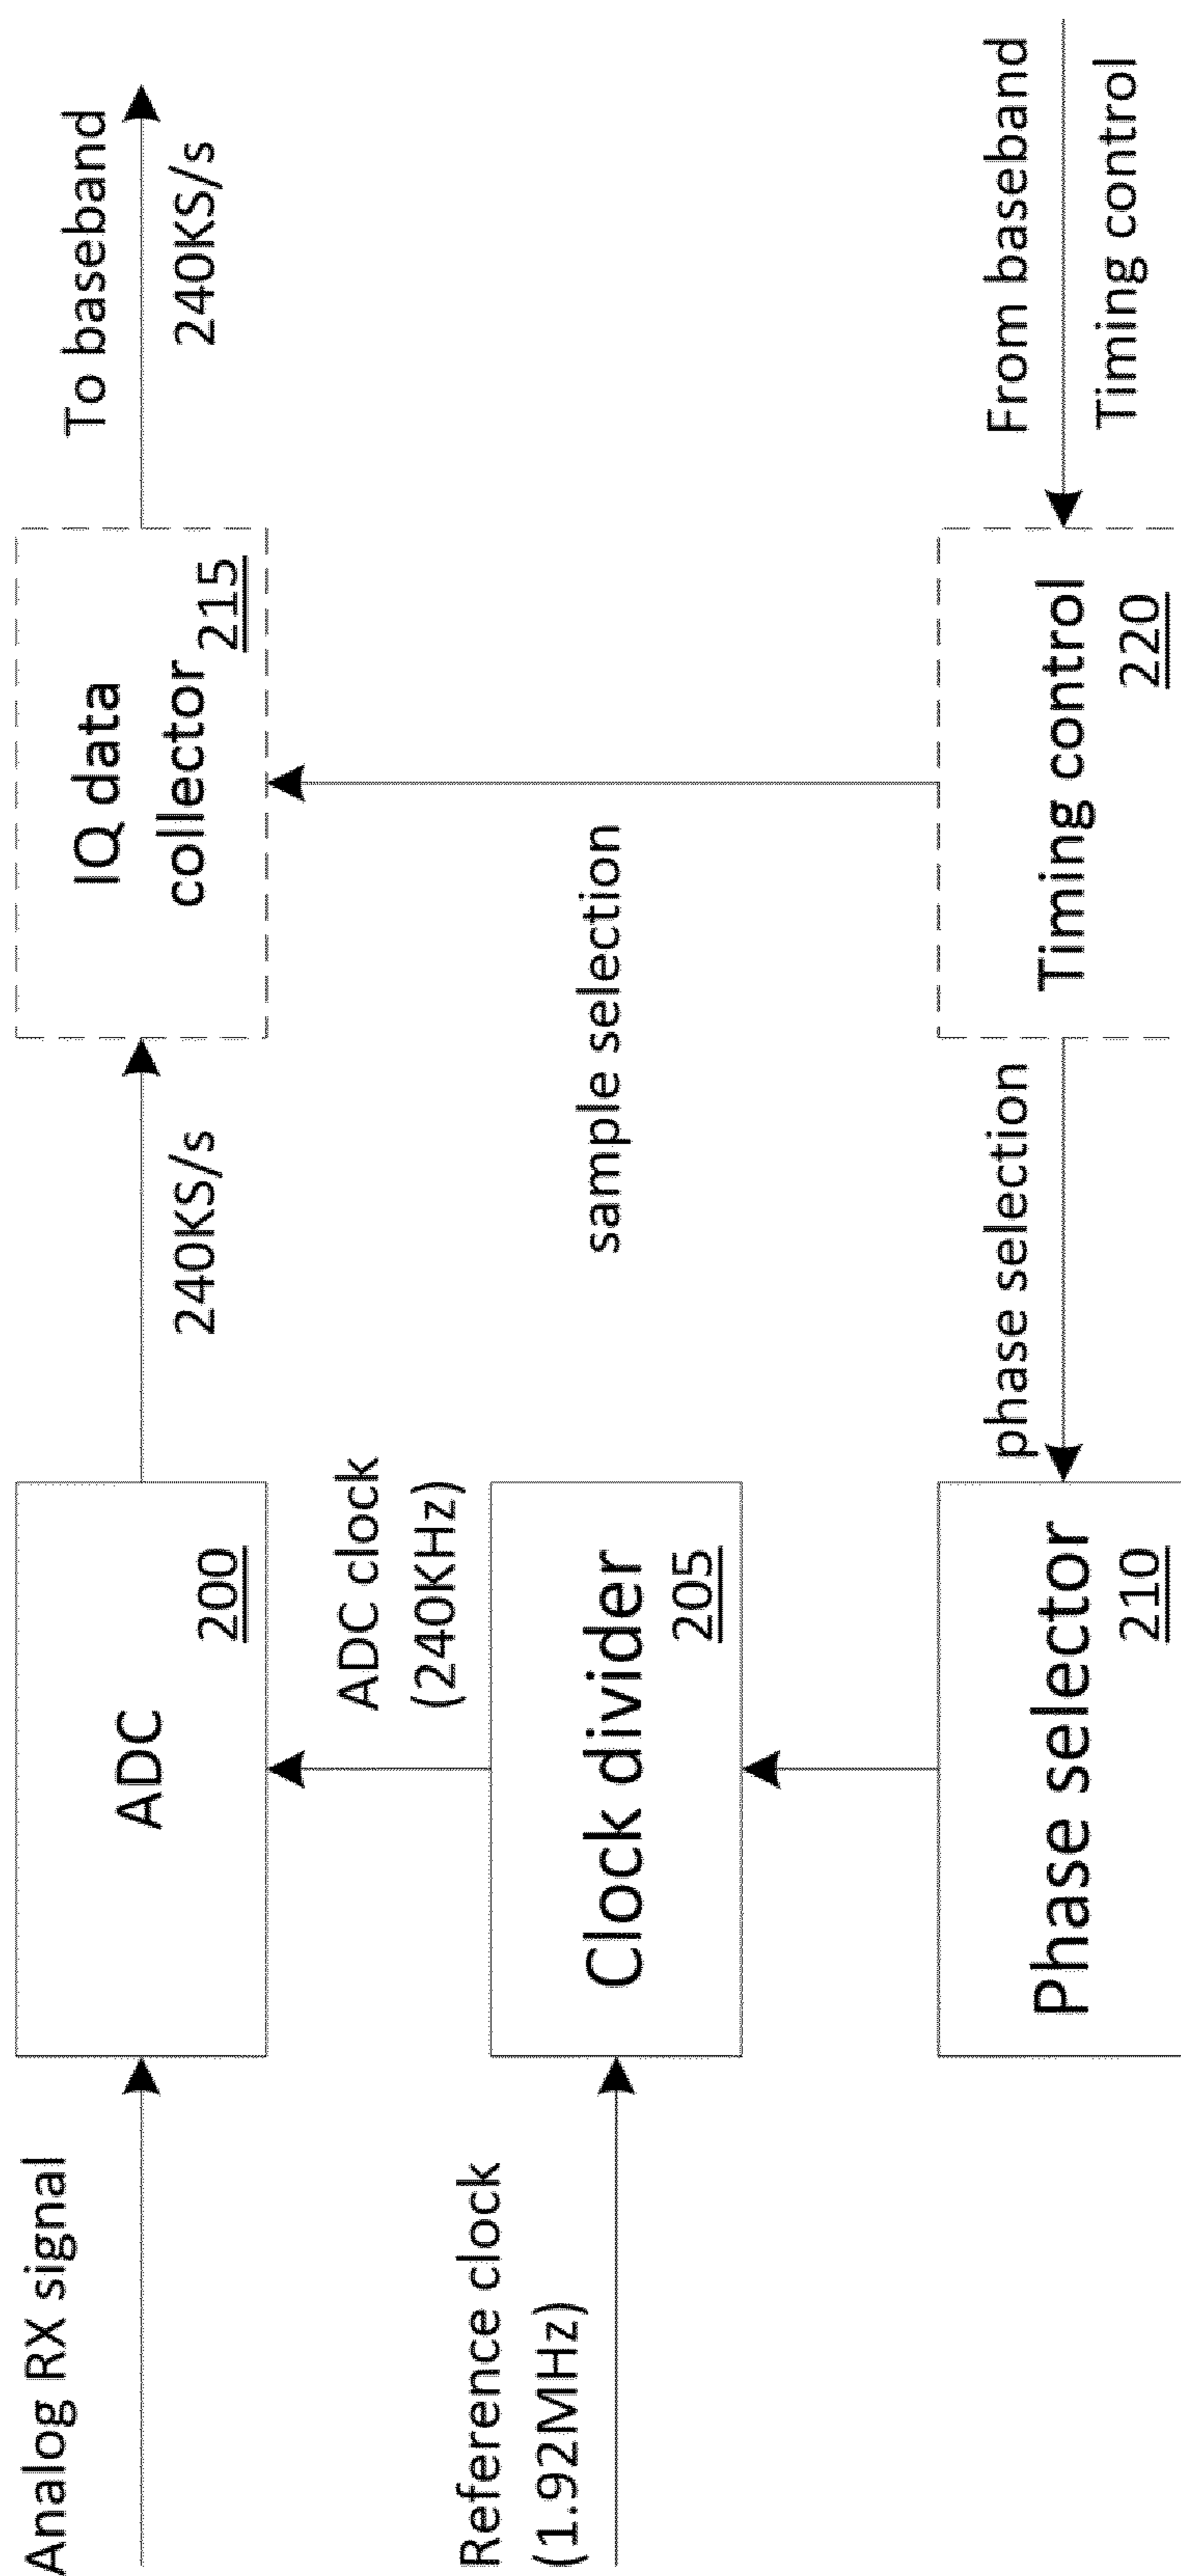 Analog RX signal
ADC
200
240KS/s
IQ data
collector
215
To baseband
240KS/s
ADC clock
(240KHz)
Reference clock
(1.92MHz)
Clock divider
205
sample selection
Phase selector
210
phase selection
Timing control
220
From baseband
Timing control